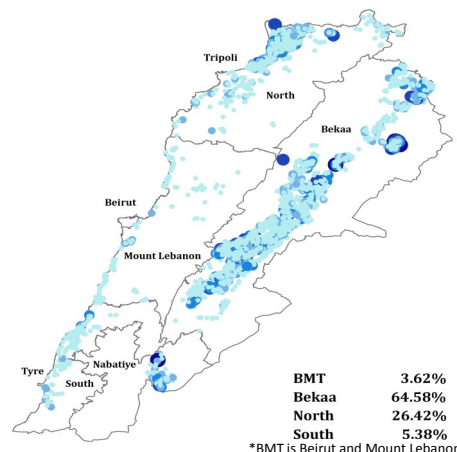 Tripoli
North
Bekaa
Beirut
Mount Lebanon
Nabatiye
Tyre
South
BMT 3.62%
Bekaa 64.58%
North 26.42%
South 5.38%
*BMT is Beirut and Mount Lebanon